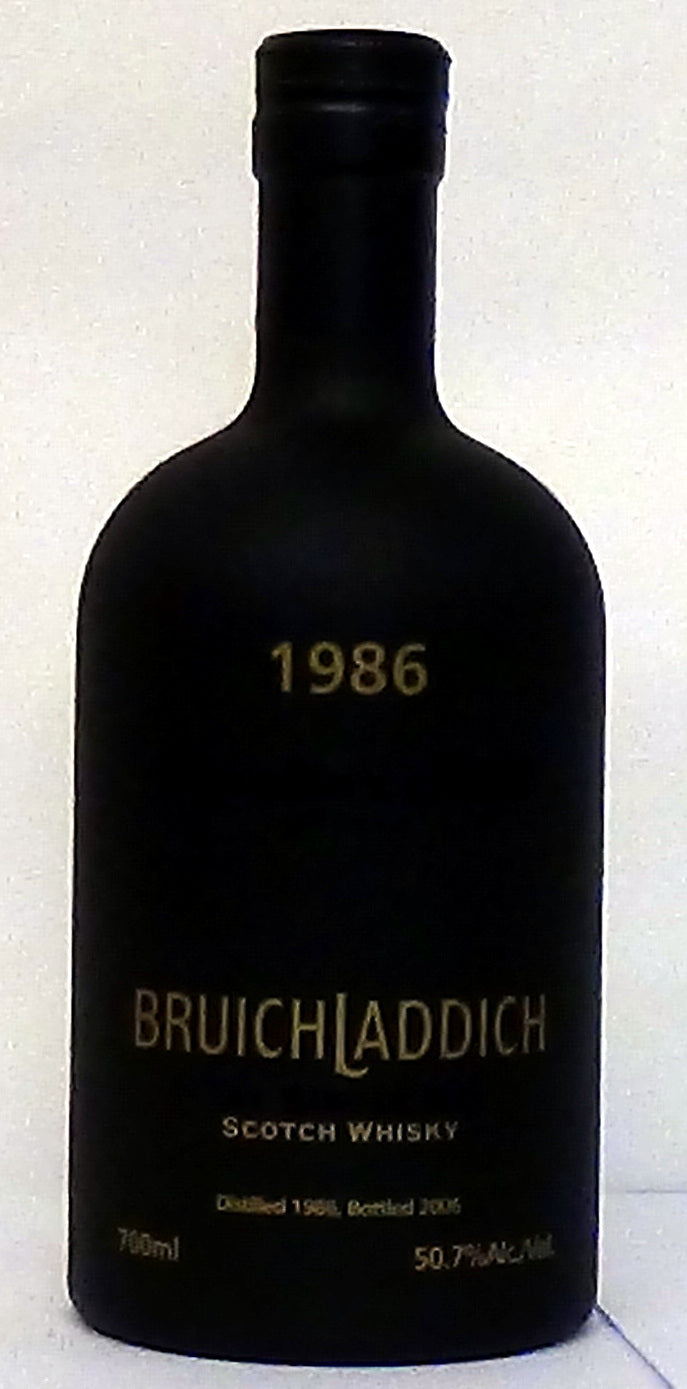 1986
BRUICHLADDICH
SCOTCH WHISKY
Distilled 1986, Bottled 2006
700ml
50.7%Alc./Vol.